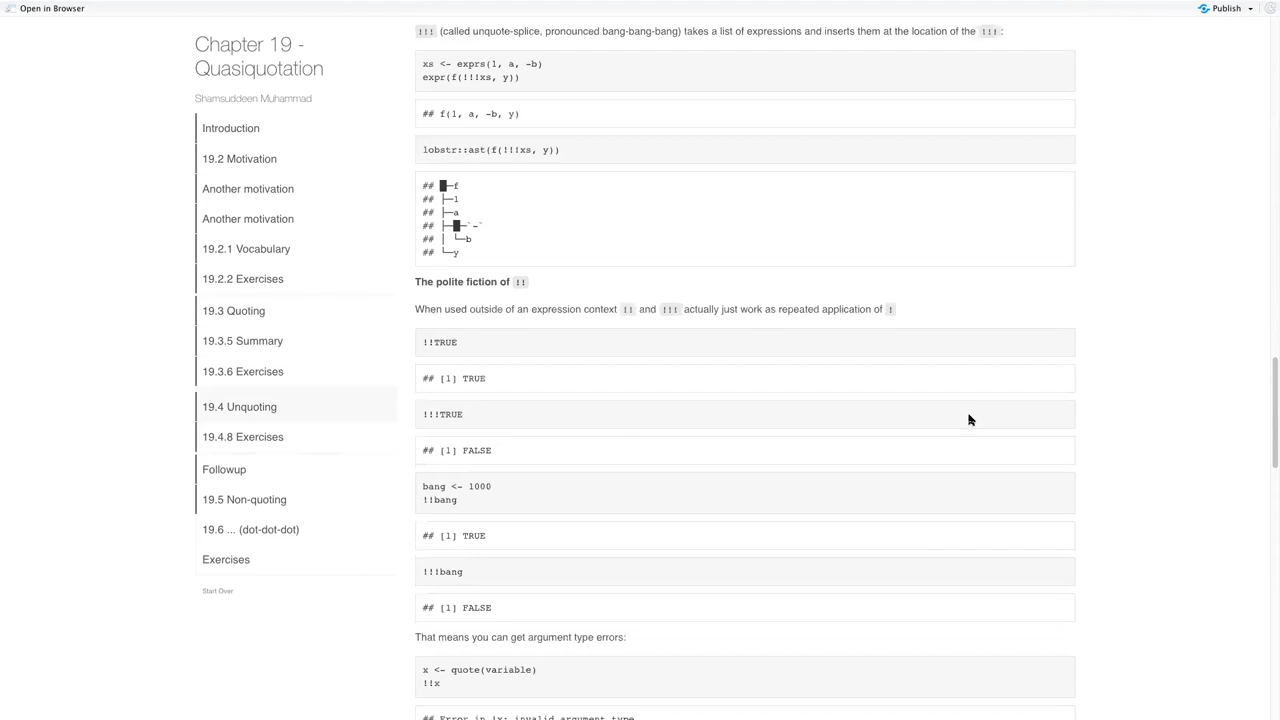 Open in Browser
Publish
Chapter 19 -
Quasiquotation
Shamsuddeen Muhammad
Introduction
19.2 Motivation
Another motivation
Another motivation
19.2.1 Vocabulary
19.2.2 Exercises
19.3 Quoting
19.3.5 Summary
19.3.6 Exercises
19.4 Unquoting
19.4.8 Exercises
Followup
19.5 Non-quoting
19.6 ... (dot-dot-dot)
Exercises
Start Over
!!! (called unquote-splice, pronounced bang-bang-bang) takes a list of expressions and inserts them at the location of the !!! :
xs <- exprs(1, a, -b)
expr(f(!!!xs, y))
## f(1, a, -b, y)
lobstr::ast(f(!!!xs, y))
## █─f
## ├─1
## ├─a
## ├─█─`-`
## │ └─b
## └─y
The polite fiction of !!
When used outside of an expression context !! and !!! actually just work as repeated application of !
!!TRUE
## [1] TRUE
!!!TRUE
## [1] FALSE
bang <- 1000
!!bang
## [1] TRUE
!!!bang
## [1] FALSE
That means you can get argument type errors:
x <- quote(variable)
!!x
## Error in !x: invalid argument type